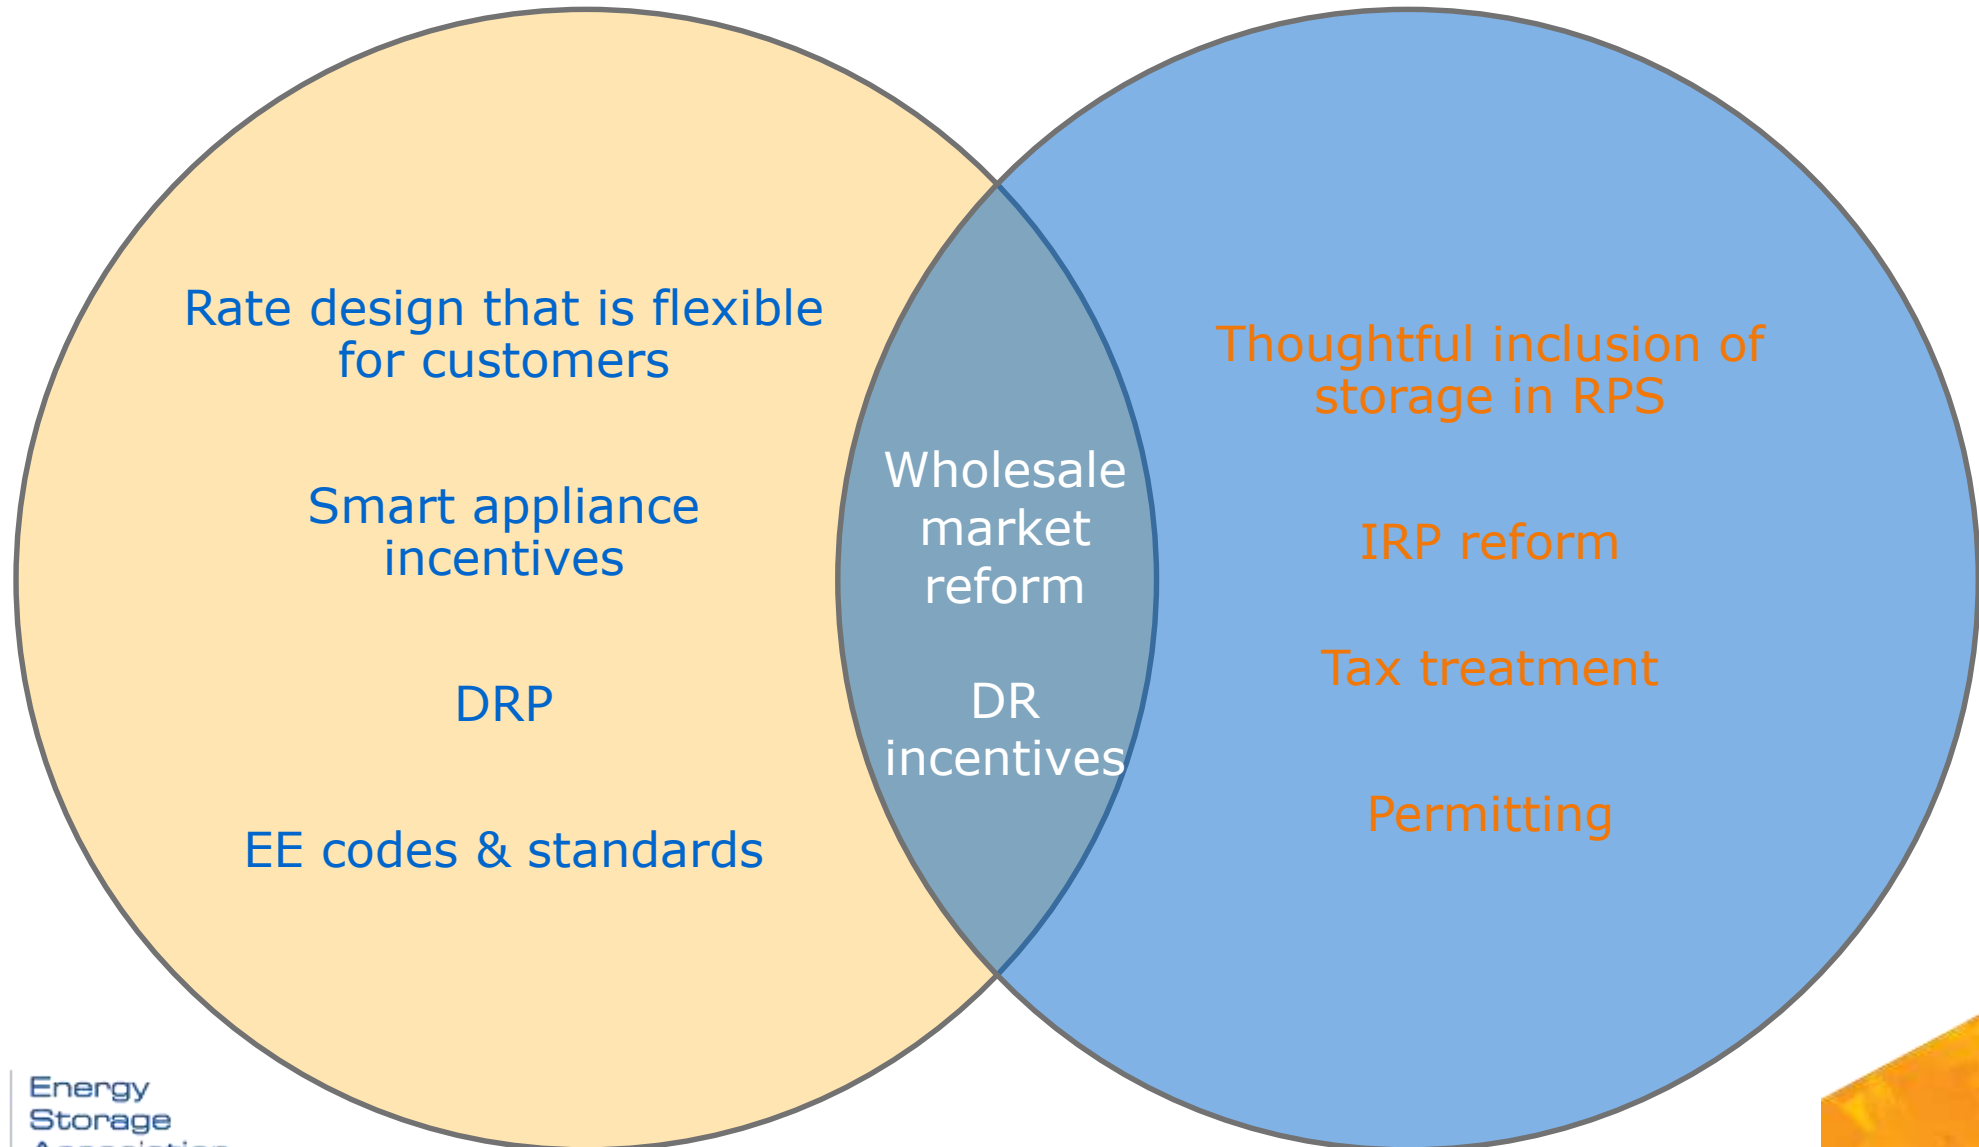 Rate design that is flexible
for customers
Smart appliance
incentives
DRP
EE codes & standards
Wholesale
market
reform
DR
incentives
Thoughtful inclusion of
storage in RPS
IRP reform
Tax treatment
Permitting
Energy
Storage